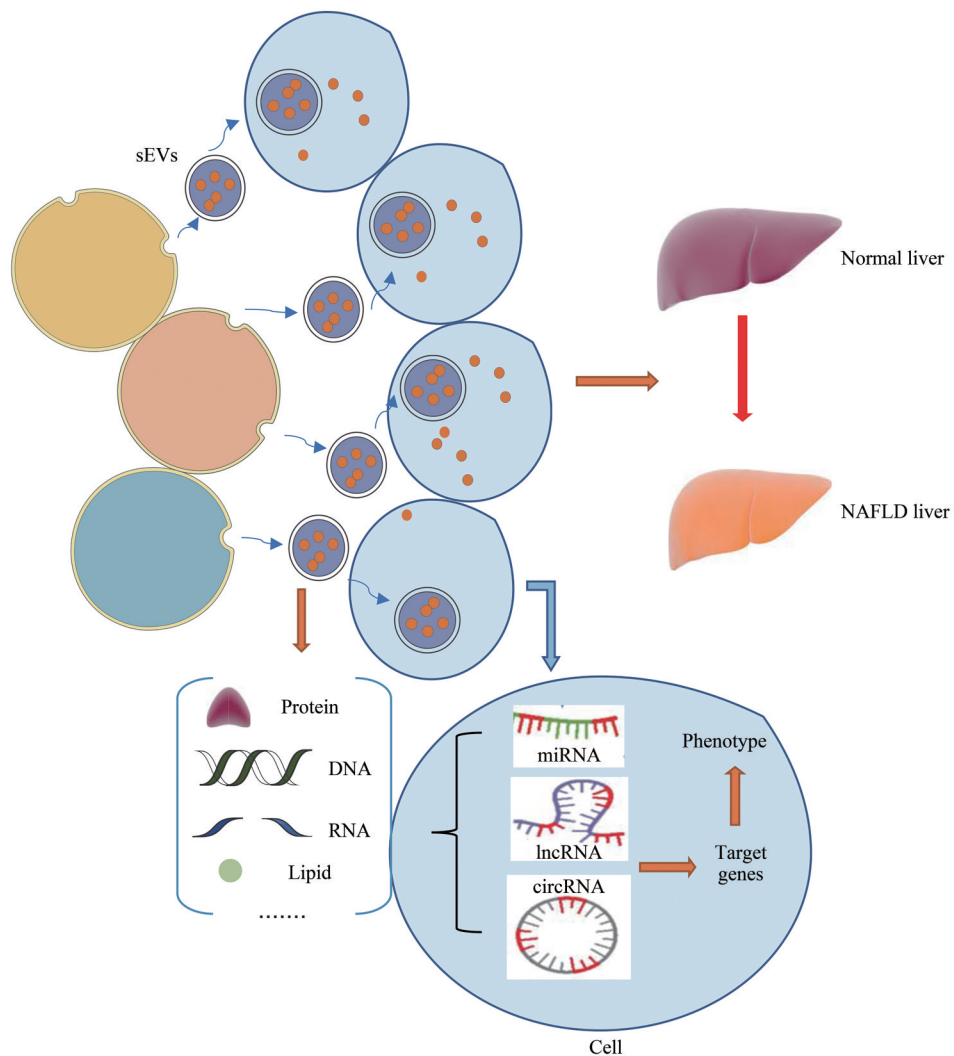 sEVs
Normal liver
NAFLD liver
Protein
DNA
RNA
Lipid
.......
miRNA
lncRNA
circRNA
Phenotype
Target
genes
Cell